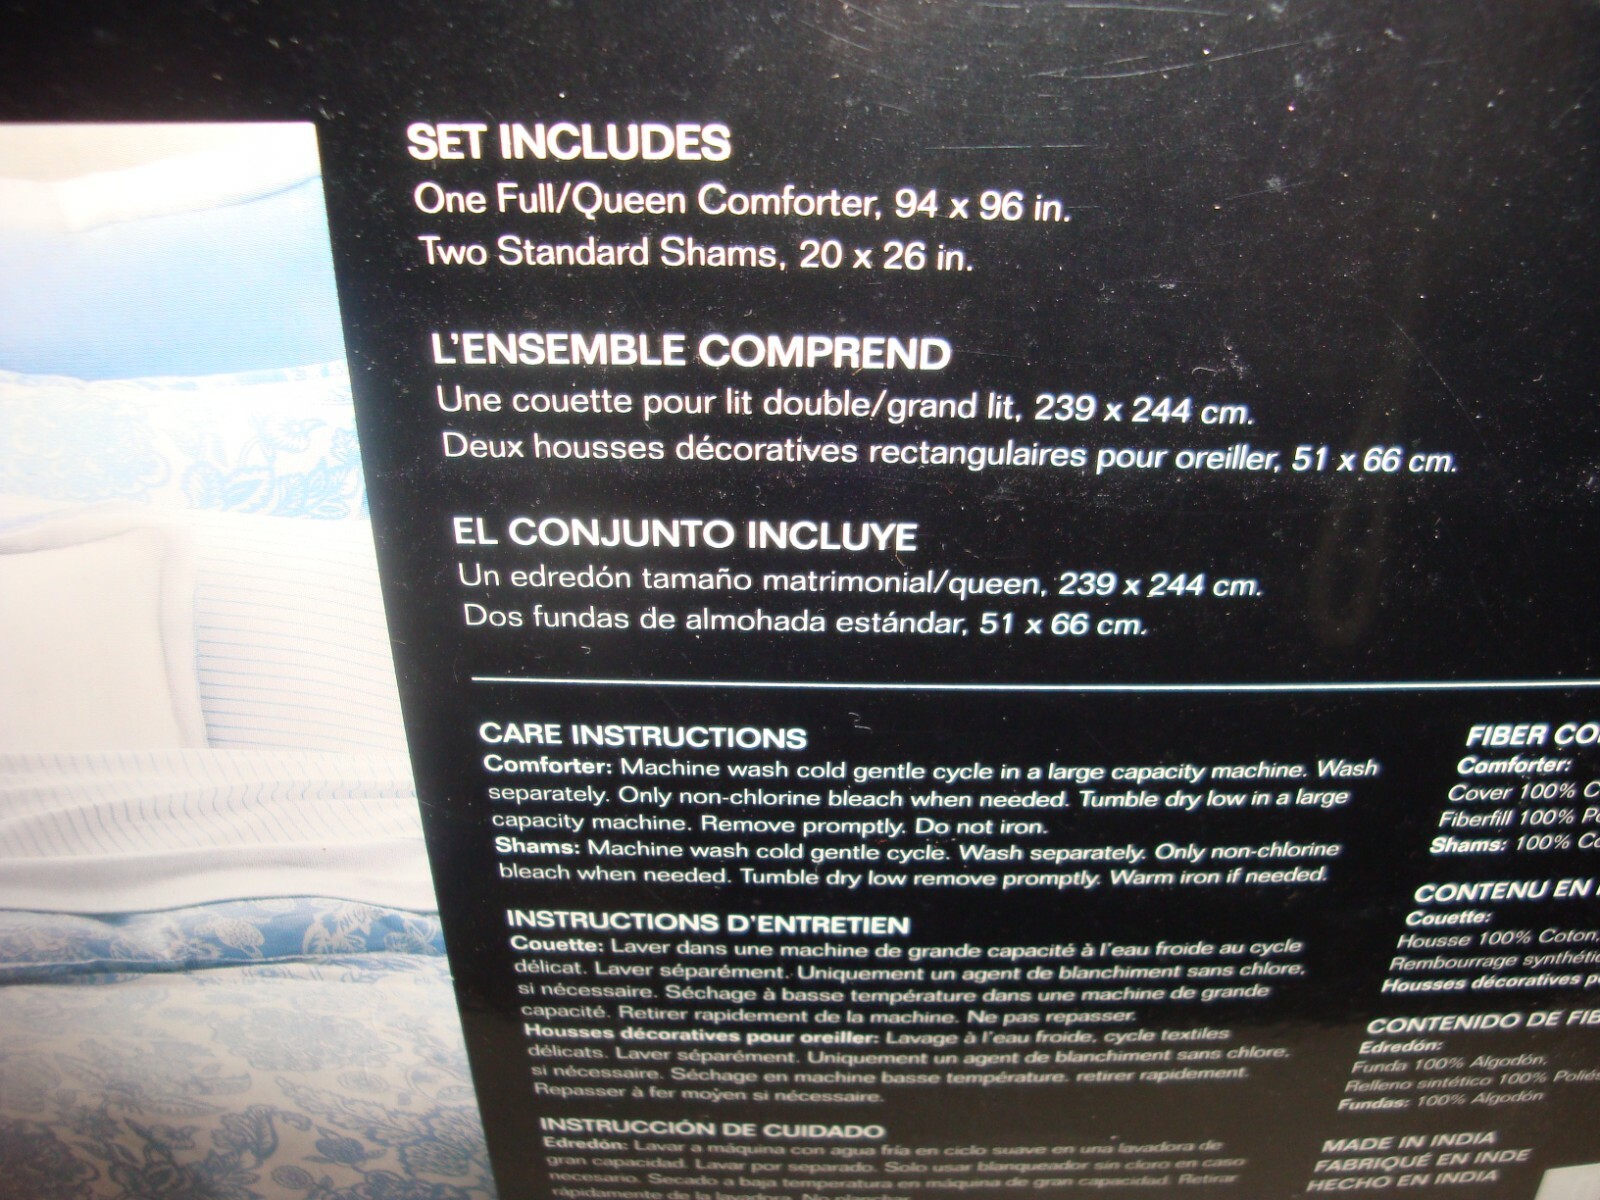 SET INCLUDES
One Full/Queen Comforter, 94 x 96 in.
Two Standard Shams, 20 x 26 in.
L'ENSEMBLE COMPREND
Une couette pour lit double/grand lit, 239 x 244 cm.
Deux housses décoratives rectangulaires pour oreiller, 51 x 66 cm.
EL CONJUNTO INCLUYE
Un edredón tamaño matrimonial/queen, 239 x 244 cm.
Dos fundas de almohada estándar, 51 x 66 cm.
CARE INSTRUCTIONS
Comforter: Machine wash cold gentle cycle in a large capacity machine. Wash
separately. Only non-chlorine bleach when needed. Tumble dry low in a large
capacity machine. Remove promptly. Do not iron.
Shams: Machine wash cold gentle cycle. Wash separately. Only non-chlorine
bleach when needed. Tumble dry low remove promptly. Warm iron if needed.
INSTRUCTIONS D'ENTRETIEN
Couette: Laver dans une machine de grande capacité à l'eau froide au cycle
délicat. Laver séparément. Uniquement un agent de blanchiment sans chlore,
si nécessaire. Séchage à basse température dans une machine de grande
capacité. Retirer rapidement de la machine. Ne pas repasser.
Housses décoratives pour oreiller: Lavage à l'eau froide, cycle textiles
délicats. Laver séparément. Uniquement un agent de blanchiment sans chlore,
si nécessaire. Séchage en machine basse température, retirer rapidement.
Repasser à fer moyen si nécessaire.
INSTRUCCIÓN DE CUIDADO
Edredón: Lavar a máquina con agua fría en ciclo suave en una lavadora de
gran capacidad. Lavar por separado. Solo usar blanqueador sin cloro en caso
necesario. Secado a baja temperatura en máquina de gran capacidad. Retirar
rápidamente de la lavadora. No planchar.
FIBER CO
Comforter:
Cover 100% C
Fiberfill 100% Po
Shams: 100% Co
CONTENU EN
Couette:
Housse 100% Coton,
Rembourrage synthéti
Housses décoratives p
CONTENIDO DE FIB
Edredón:
Funda 100% Algodón,
Relleno sintético 100% Poliés
Fundas: 100% Algodón
MADE IN INDIA
FABRIQUÉ EN INDE
HECHO EN INDIA